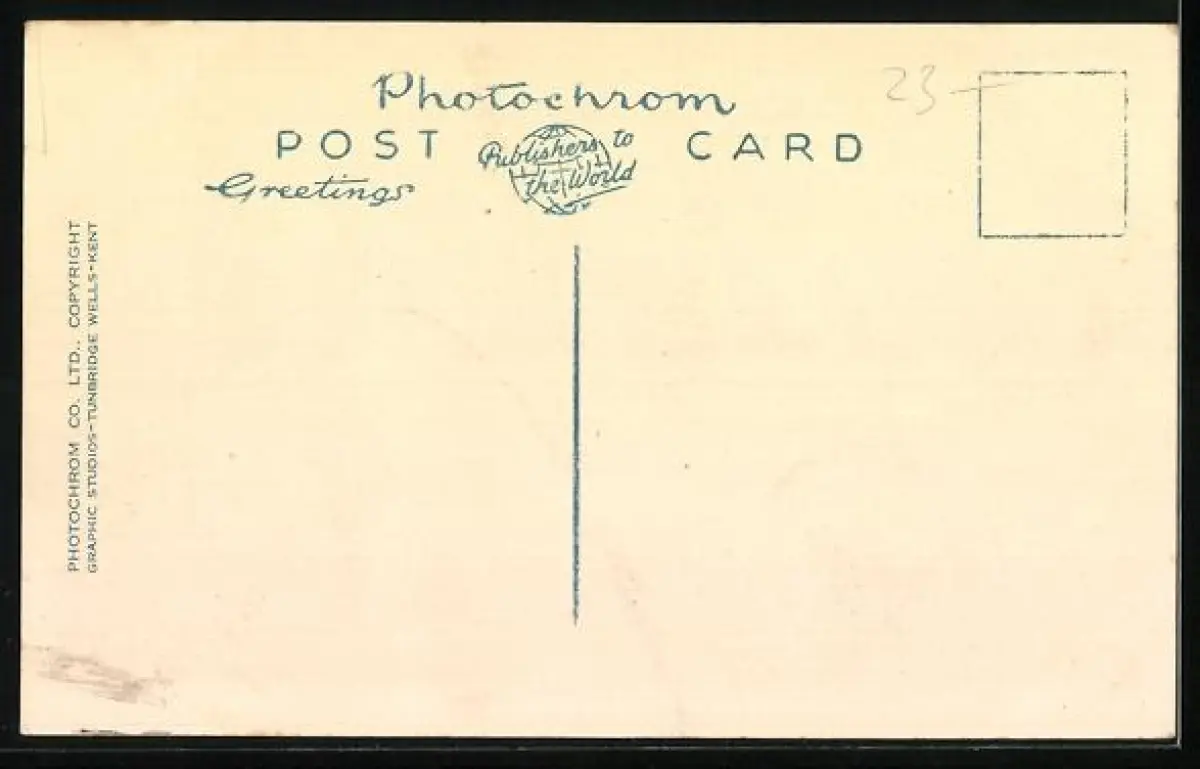 Photochrom
POST CARD
Publishers to
the World
Greetings
23 –
PHOTOCHROM CO. LTD., COPYRIGHT
GRAPHIC STUDIOS-TUNBRIDGE WELLS-KENT